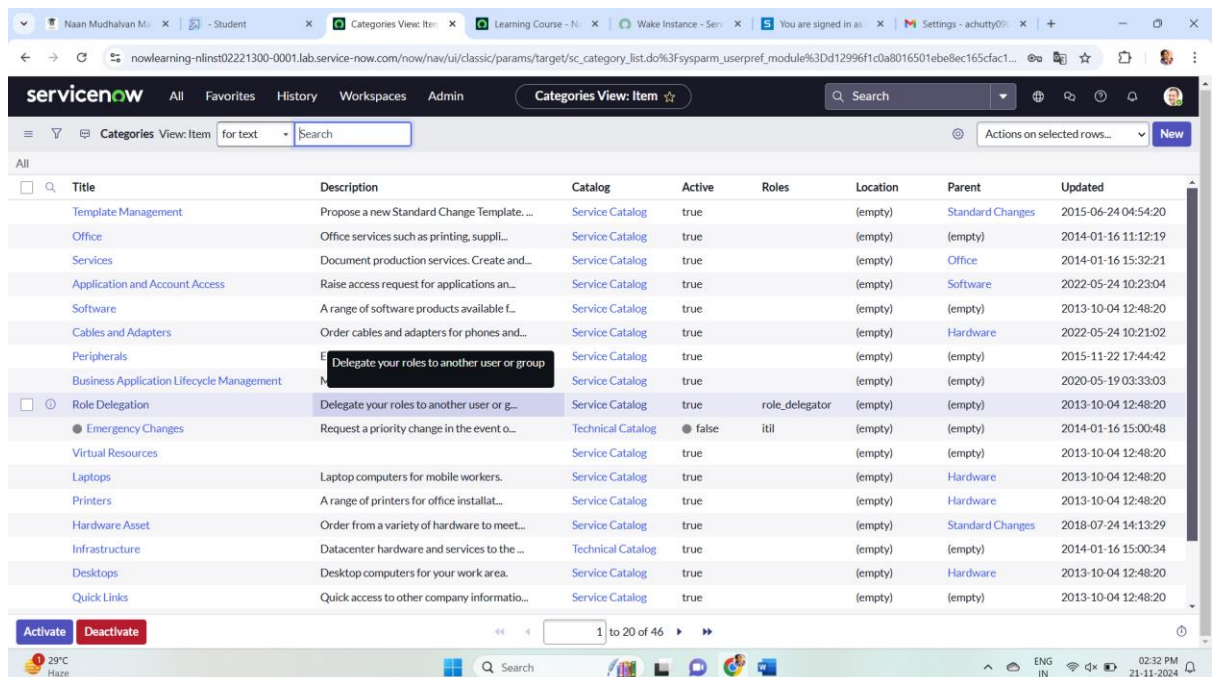 Naan Mudhalvan Ma
- Student
Categories View: Iter
Learning Course - No
Wake Instance - Serv
You are signed in as
Settings - achutty09
nowlearning-nlinst02221300-0001.lab.service-now.com/now/nav/ui/classic/params/target/sc_category_list.do%3Fsysparm_userpref_module%3Dd12996f1c0a8016501ebe8ec165cfac1...
servicenow All Favorites History Workspaces Admin Categories View: Item Search
Categories View: Item for text Search Actions on selected rows... New
All
Title Description Catalog Active Roles Location Parent Updated
Template Management Propose a new Standard Change Template. ... Service Catalog true (empty) Standard Changes 2015-06-24 04:54:20
Office Office services such as printing, suppli... Service Catalog true (empty) (empty) 2014-01-16 11:12:19
Services Document production services. Create and... Service Catalog true (empty) Office 2014-01-16 15:32:21
Application and Account Access Raise access request for applications an... Service Catalog true (empty) Software 2022-05-24 10:23:04
Software A range of software products available f... Service Catalog true (empty) (empty) 2013-10-04 12:48:20
Cables and Adapters Order cables and adapters for phones and... Service Catalog true (empty) Hardware 2022-05-24 10:21:02
Peripherals E Service Catalog true (empty) (empty) 2015-11-22 17:44:42
Delegate your roles to another user or group
Business Application Lifecycle Management M Service Catalog true (empty) (empty) 2020-05-19 03:33:03
Role Delegation Delegate your roles to another user or g... Service Catalog true role_delegator (empty) (empty) 2013-10-04 12:48:20
Emergency Changes Request a priority change in the event o... Technical Catalog false itil (empty) (empty) 2014-01-16 15:00:48
Virtual Resources Service Catalog true (empty) (empty) 2013-10-04 12:48:20
Laptops Laptop computers for mobile workers. Service Catalog true (empty) Hardware 2013-10-04 12:48:20
Printers A range of printers for office installat... Service Catalog true (empty) Hardware 2013-10-04 12:48:20
Hardware Asset Order from a variety of hardware to meet... Service Catalog true (empty) Standard Changes 2018-07-24 14:13:29
Infrastructure Datacenter hardware and services to the ... Technical Catalog true (empty) (empty) 2014-01-16 15:00:34
Desktops Desktop computers for your work area. Service Catalog true (empty) Hardware 2013-10-04 12:48:20
Quick Links Quick access to other company informatio... Service Catalog true (empty) (empty) 2013-10-04 12:48:20
Activate Deactivate 1 to 20 of 46
1 29°C Search ENG 02:32 PM
Haze IN 21-11-2024